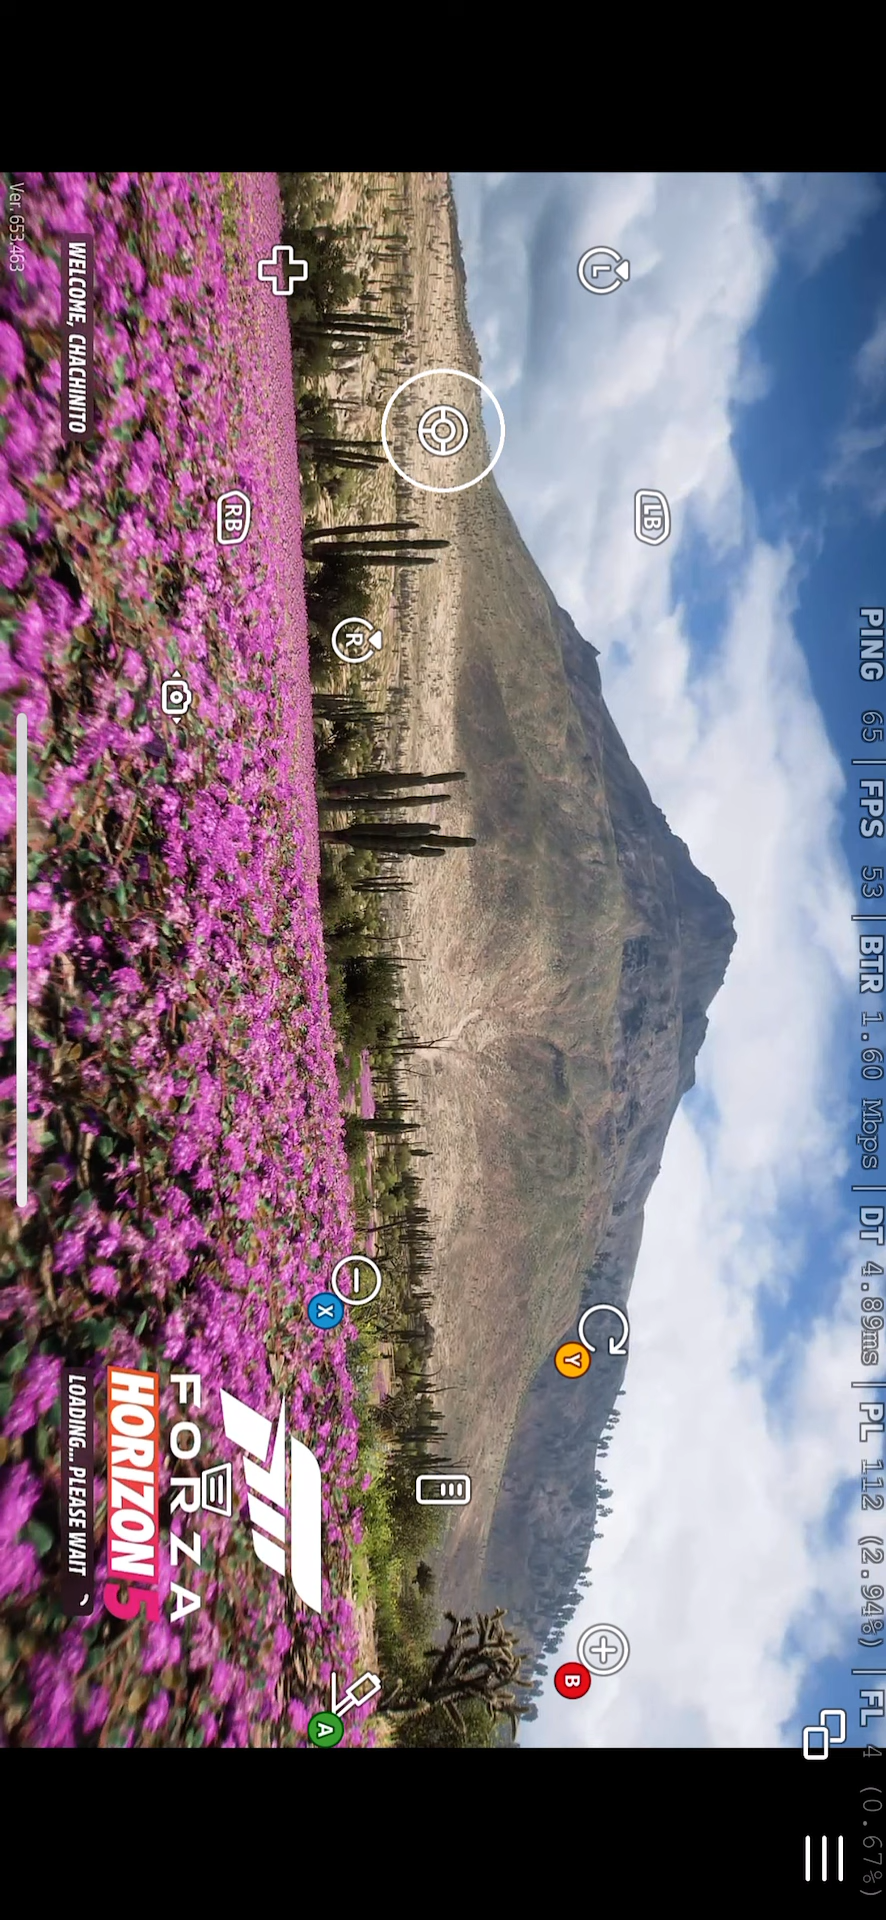 PING 65 | FPS 53 | BTR 1.60 Mbps | DT 4.89ms | PL 112 (2.94%) | FL 4 (0.67%)
L
LB
Y
B
R
X
A
RB
FORZA
HORIZON 5
WELCOME, CHACHINITO
LOADING... PLEASE WAIT
Ver. 653.463